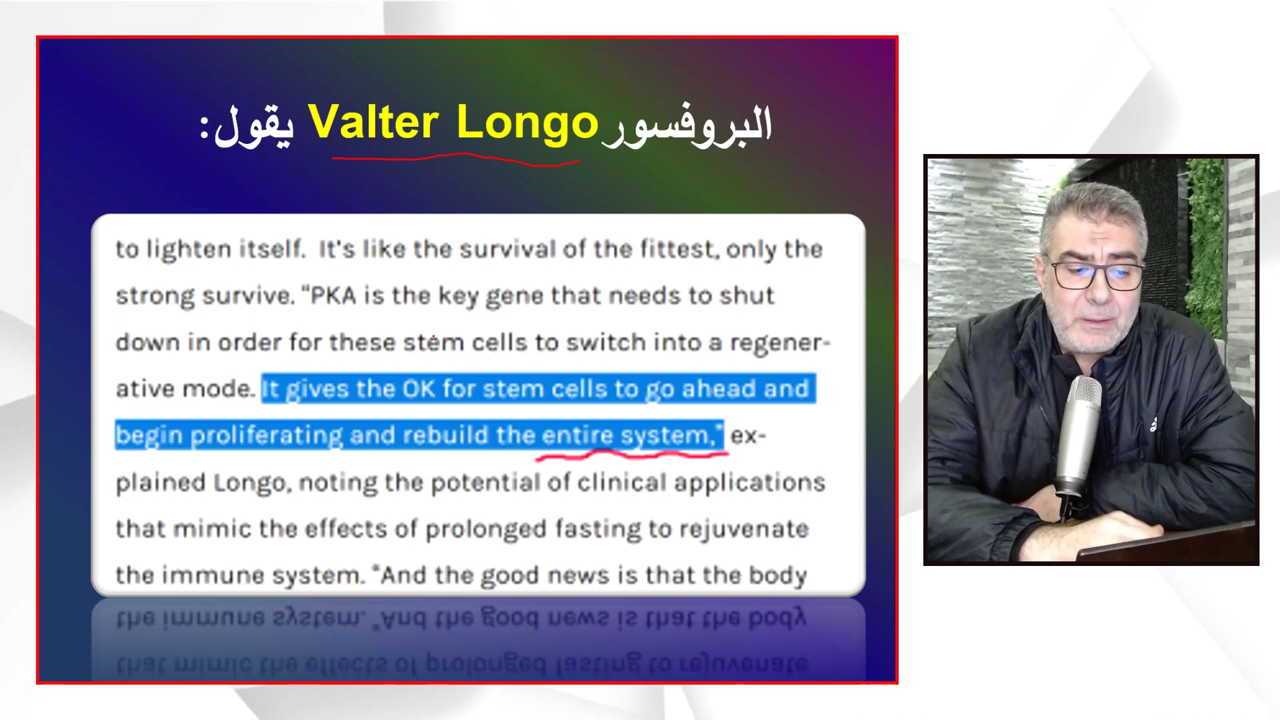 البروفسور Valter Longo يقول:
to lighten itself. It's like the survival of the fittest, only the
strong survive. "PKA is the key gene that needs to shut
down in order for these stem cells to switch into a regener-
ative mode. It gives the OK for stem cells to go ahead and
begin proliferating and rebuild the entire system," ex-
plained Longo, noting the potential of clinical applications
that mimic the effects of prolonged fasting to rejuvenate
the immune system. "And the good news is that the body